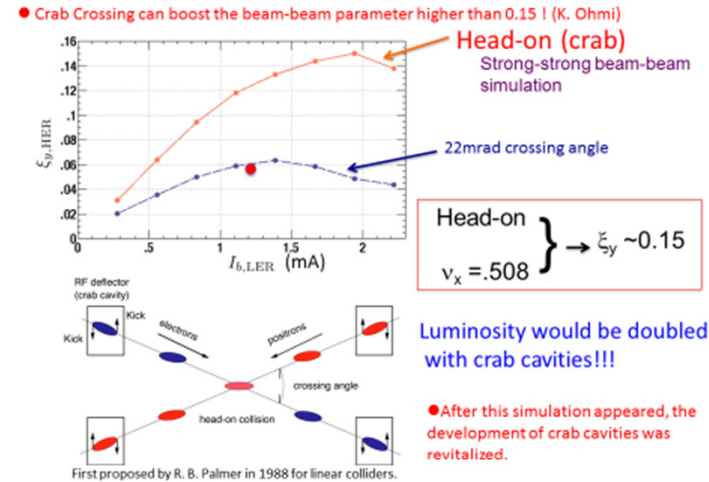 ● Crab Crossing can boost the beam-beam parameter higher than 0.15 ! (K. Ohmi)
Head-on (crab)
Strong-strong beam-beam
simulation
22mrad crossing angle
.16
.14
.12
.1
.08
.06
.04
.02
0
ξy,HER
0 .5 1 1.5 2
Ib,LER (mA)
Head-on
νx =.508
} → ξy ~0.15
RF deflector
(crab cavity)
Kick
Kick
electrons
positrons
crossing angle
head-on collision
First proposed by R. B. Palmer in 1988 for linear colliders.
Luminosity would be doubled
with crab cavities!!!
●After this simulation appeared, the
development of crab cavities was
revitalized.